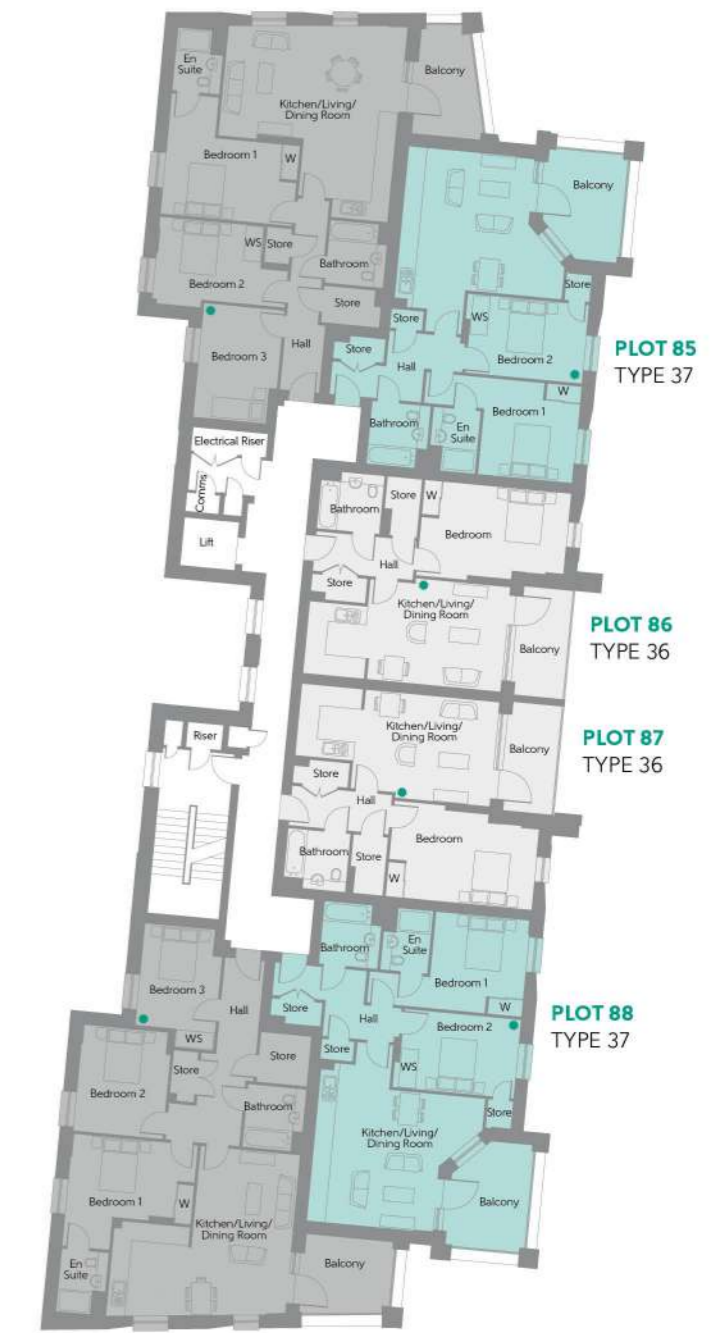 En
Suite
Balcony
Kitchen/Living/
Dining Room
Bedroom 1
W
WS
Store
Bathroom
Bedroom 2
Store
Hall
Bedroom 3
Balcony
Store
Store
WS
Bedroom 2
Store
Hall
W
Bedroom 1
Bathroom
En
Suite
PLOT 85
TYPE 37
Electrical Riser
Comms
Lift
Bathroom
Store
W
Bedroom
Hall
Store
Kitchen/Living/
Dining Room
Balcony
PLOT 86
TYPE 36
Kitchen/Living/
Dining Room
Balcony
PLOT 87
TYPE 36
Riser
Store
Hall
Bedroom
Bathroom
Store
W
Bathroom
En
Suite
Bedroom 1
W
Store
Hall
Bedroom 2
Store
WS
Store
Kitchen/Living/
Dining Room
Balcony
PLOT 88
TYPE 37
Bedroom 3
Hall
WS
Store
Store
Bedroom 2
Bathroom
Bedroom 1
W
Kitchen/Living/
Dining Room
En
Suite
Balcony